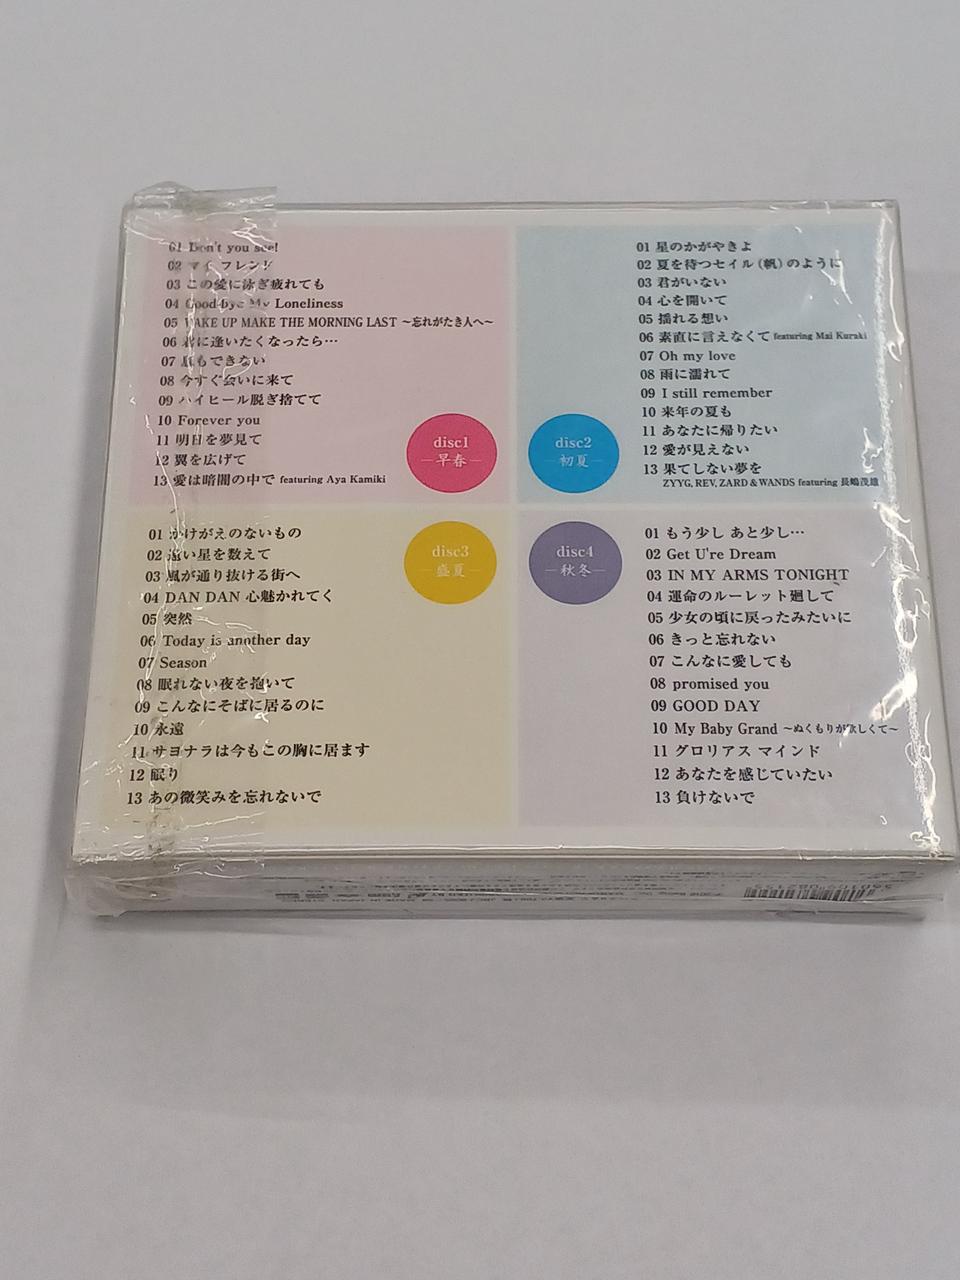 01 Don't you see!
02 マイ フレンド
03 この愛に泳ぎ疲れても
04 Good-bye My Loneliness
05 WAKE UP MAKE THE MORNING LAST ～忘れがたき人へ～
06 君に逢いたくなったら…
07 息もできない
08 今すぐ会いに来て
09 ハイヒール脱ぎ捨てて
10 Forever you
11 明日を夢見て
12 翼を広げて
13 愛は暗闇の中で featuring Aya Kamiki
disc1
―早春―
01 星のかがやきよ
02 夏を待つセイル(帆)のように
03 君がいない
04 心を開いて
05 揺れる想い
06 素直に言えなくて featuring Mai Kuraki
07 Oh my love
08 雨に濡れて
09 I still remember
10 来年の夏も
11 あなたに帰りたい
12 愛が見えない
13 果てしない夢を
ZYYG, REV, ZARD & WANDS featuring 長嶋茂雄
disc2
―初夏―
01 かけがえのないもの
02 遠い星を数えて
03 風が通り抜ける街へ
04 DAN DAN 心魅かれてく
05 突然
06 Today is another day
07 Season
08 眠れない夜を抱いて
09 こんなにそばに居るのに
10 永遠
11 サヨナラは今もこの胸に居ます
12 眠り
13 あの微笑みを忘れないで
disc3
―盛夏―
01 もう少し あと少し…
02 Get U're Dream
03 IN MY ARMS TONIGHT
04 運命のルーレット廻して
05 少女の頃に戻ったみたいに
06 きっと忘れない
07 こんなに愛しても
08 promised you
09 GOOD DAY
10 My Baby Grand ～ぬくもりが欲しくて～
11 グロリアス マインド
12 あなたを感じていたい
13 負けないで
disc4
―秋冬―